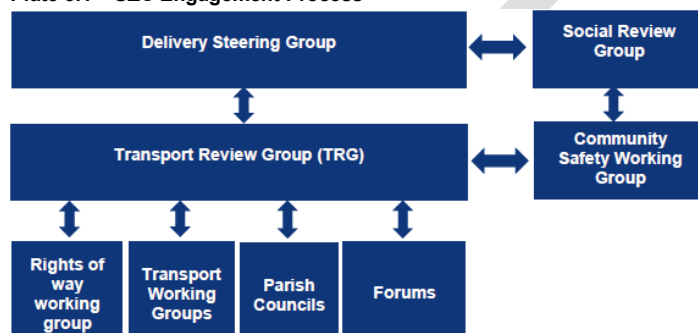 Delivery Steering Group
Social Review
Group
Transport Review Group (TRG)
Community
Safety Working
Group
Rights of
way
working
group
Transport
Working
Groups
Parish
Councils
Forums